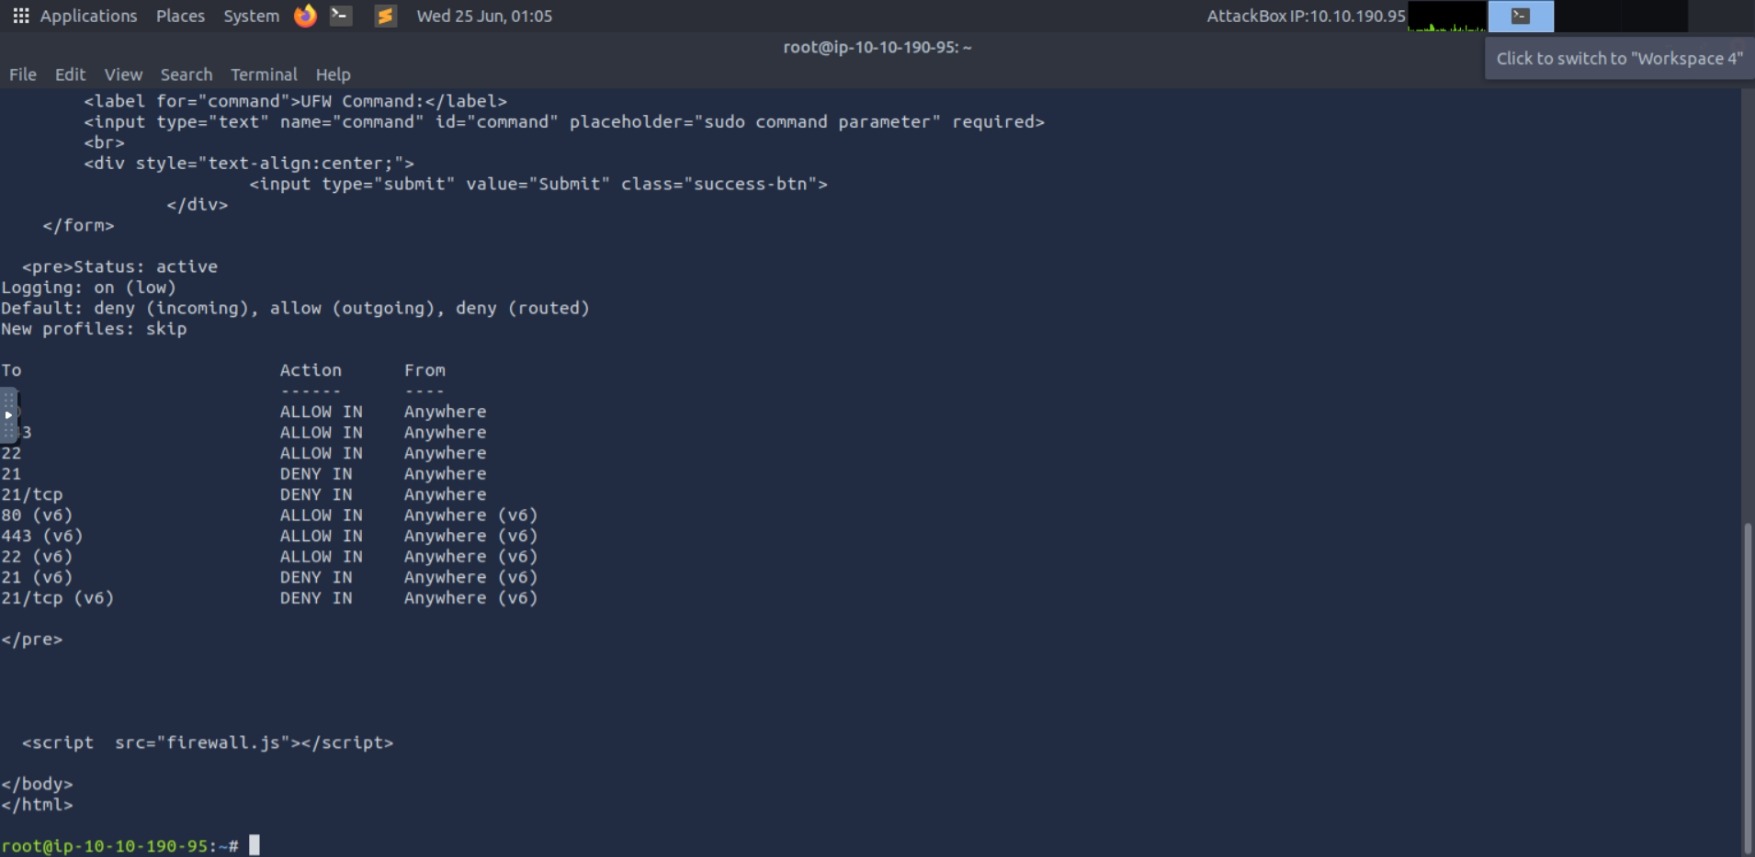 Applications Places System Wed 25 Jun, 01:05 AttackBox IP:10.10.190.95
root@ip-10-10-190-95: ~
Click to switch to "Workspace 4"
File Edit View Search Terminal Help
<label for="command">UFW Command:</label>
<input type="text" name="command" id="command" placeholder="sudo command parameter" required>
<br>
<div style="text-align:center;">
<input type="submit" value="Submit" class="success-btn">
</div>
</form>
<pre>Status: active
Logging: on (low)
Default: deny (incoming), allow (outgoing), deny (routed)
New profiles: skip
To Action From
------ ----
ALLOW IN Anywhere
3 ALLOW IN Anywhere
22 ALLOW IN Anywhere
21 DENY IN Anywhere
21/tcp DENY IN Anywhere
80 (v6) ALLOW IN Anywhere (v6)
443 (v6) ALLOW IN Anywhere (v6)
22 (v6) ALLOW IN Anywhere (v6)
21 (v6) DENY IN Anywhere (v6)
21/tcp (v6) DENY IN Anywhere (v6)
</pre>
<script  src="firewall.js"></script>
</body>
</html>
root@ip-10-10-190-95:~#